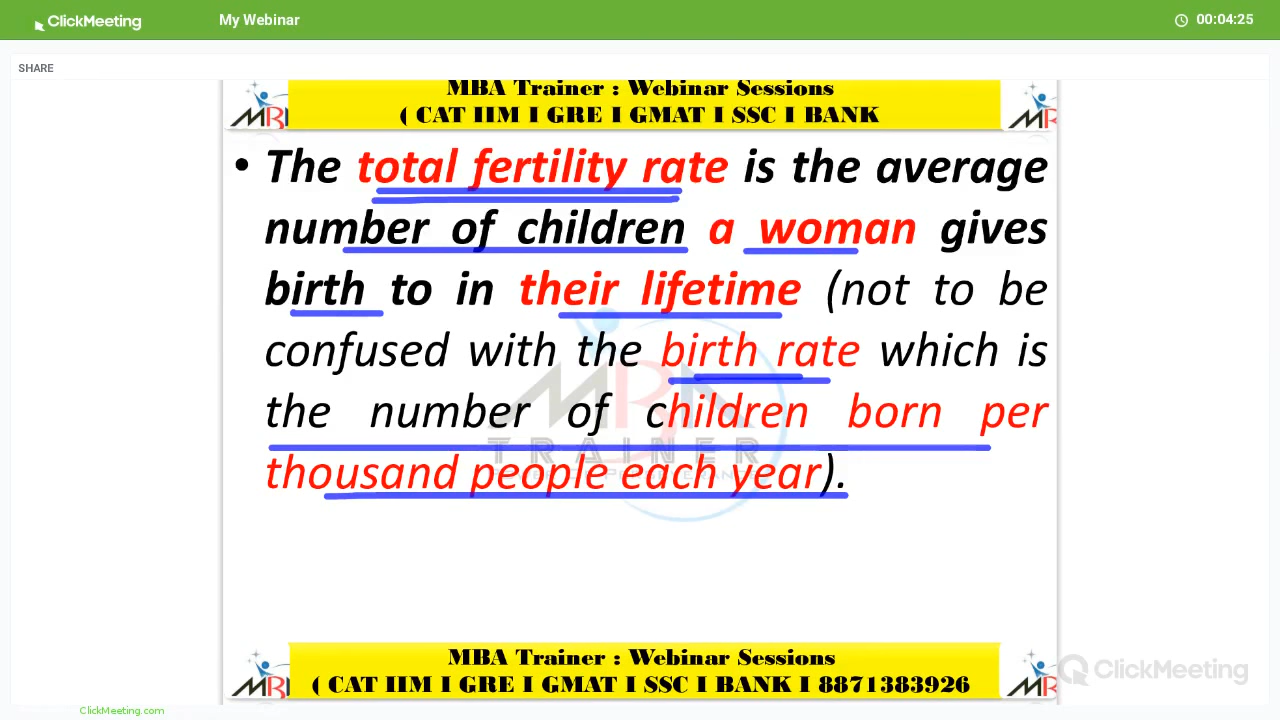 ClickMeeting My Webinar 00:04:25
SHARE
MBA Trainer : Webinar Sessions
( CAT IIM I GRE I GMAT I SSC I BANK
• The total fertility rate is the average
number of children a woman gives
birth to in their lifetime (not to be
confused with the birth rate which is
the number of children born per
thousand people each year).
TRAINER
MBA Trainer : Webinar Sessions
( CAT IIM I GRE I GMAT I SSC I BANK I 8871383926
ClickMeeting
ClickMeeting.com